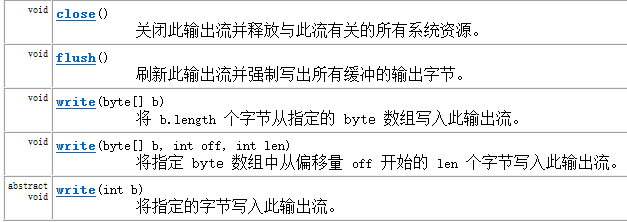 void close()
关闭此输出流并释放与此流有关的所有系统资源。
void flush()
刷新此输出流并强制写出所有缓冲的输出字节。
void write(byte[] b)
将 b.length 个字节从指定的 byte 数组写入此输出流。
void write(byte[] b, int off, int len)
将指定 byte 数组中从偏移量 off 开始的 len 个字节写入此输出流。
abstract write(int b)
void
将指定的字节写入此输出流。